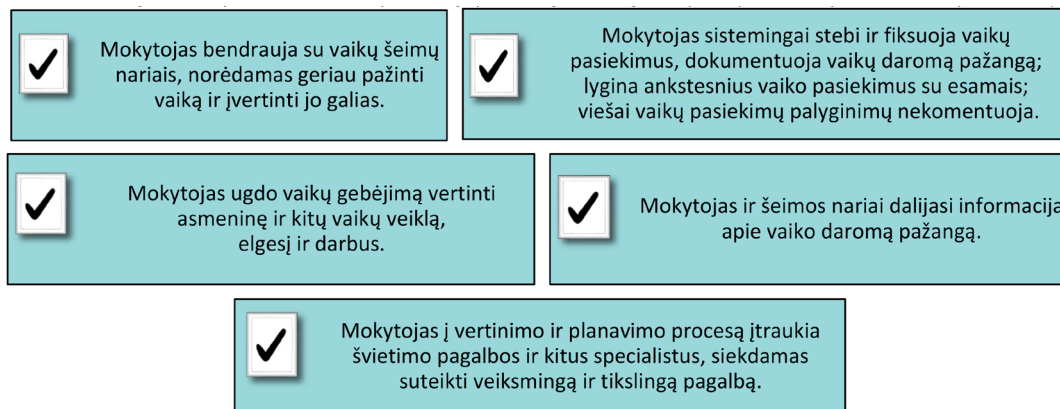 Mokytojas bendrauja su vaikų šeimų
nariais, norėdamas geriau pažinti
vaiką ir įvertinti jo galias.
Mokytojas sistemingai stebi ir fiksuoja vaikų
pasiekimus, dokumentuoja vaikų daromą pažangą;
lygina ankstesnius vaiko pasiekimus su esamais;
viešai vaikų pasiekimų palyginimų nekomentuoja.
Mokytojas ugdo vaikų gebėjimą vertinti
asmeninę ir kitų vaikų veiklą,
elgesį ir darbus.
Mokytojas ir šeimos nariai dalijasi informacija
apie vaiko daromą pažangą.
Mokytojas į vertinimo ir planavimo procesą įtraukia
švietimo pagalbos ir kitus specialistus, siekdamas
suteikti veiksmingą ir tikslingą pagalbą.